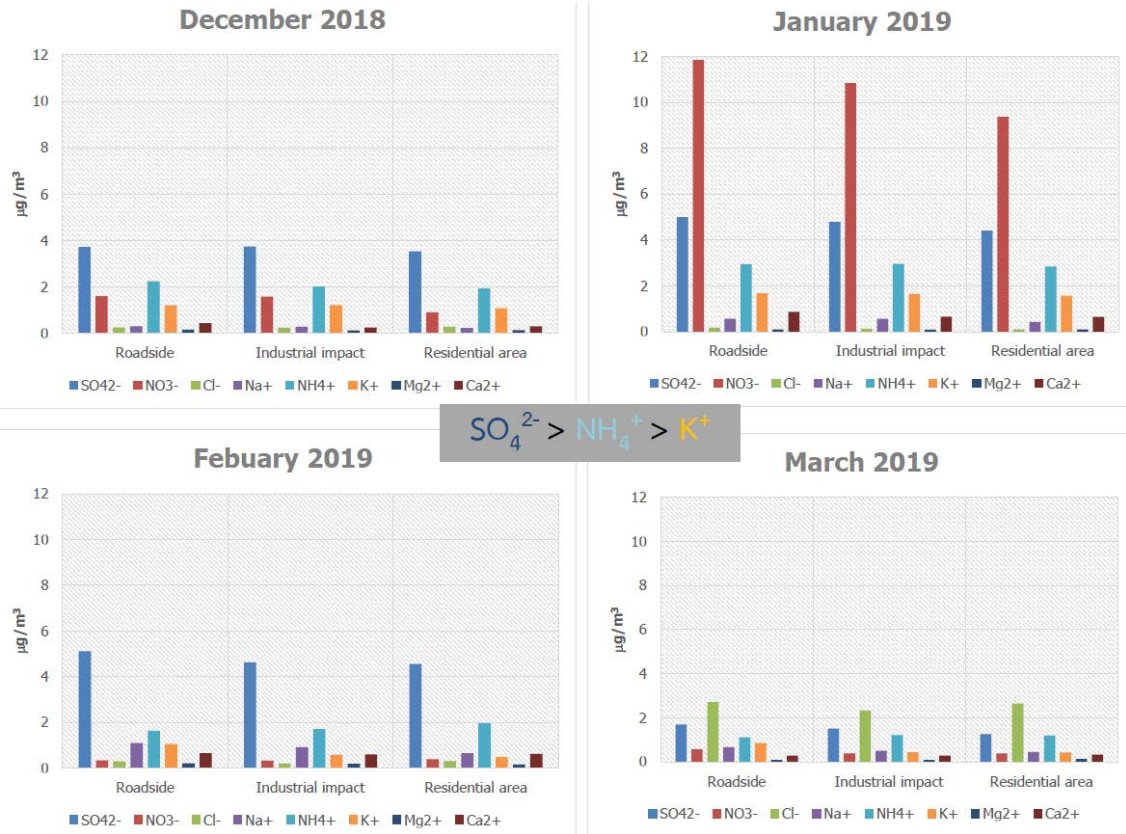 December 2018
12
10
8
6
4
2
0
µg/m³
Roadside Industrial impact Residential area
SO42- NO3- Cl- Na+ NH4+ K+ Mg2+ Ca2+
January 2019
12
10
8
6
4
2
0
µg/m³
Roadside Industrial impact Residential area
SO42- NO3- Cl- Na+ NH4+ K+ Mg2+ Ca2+
SO₄²⁻ > NH₄⁺ > K⁺
Febuary 2019
12
10
8
6
4
2
0
µg/m³
Roadside Industrial impact Residential area
SO42- NO3- Cl- Na+ NH4+ K+ Mg2+ Ca2+
March 2019
12
10
8
6
4
2
0
µg/m³
Roadside Industrial impact Residential area
SO42- NO3- Cl- Na+ NH4+ K+ Mg2+ Ca2+